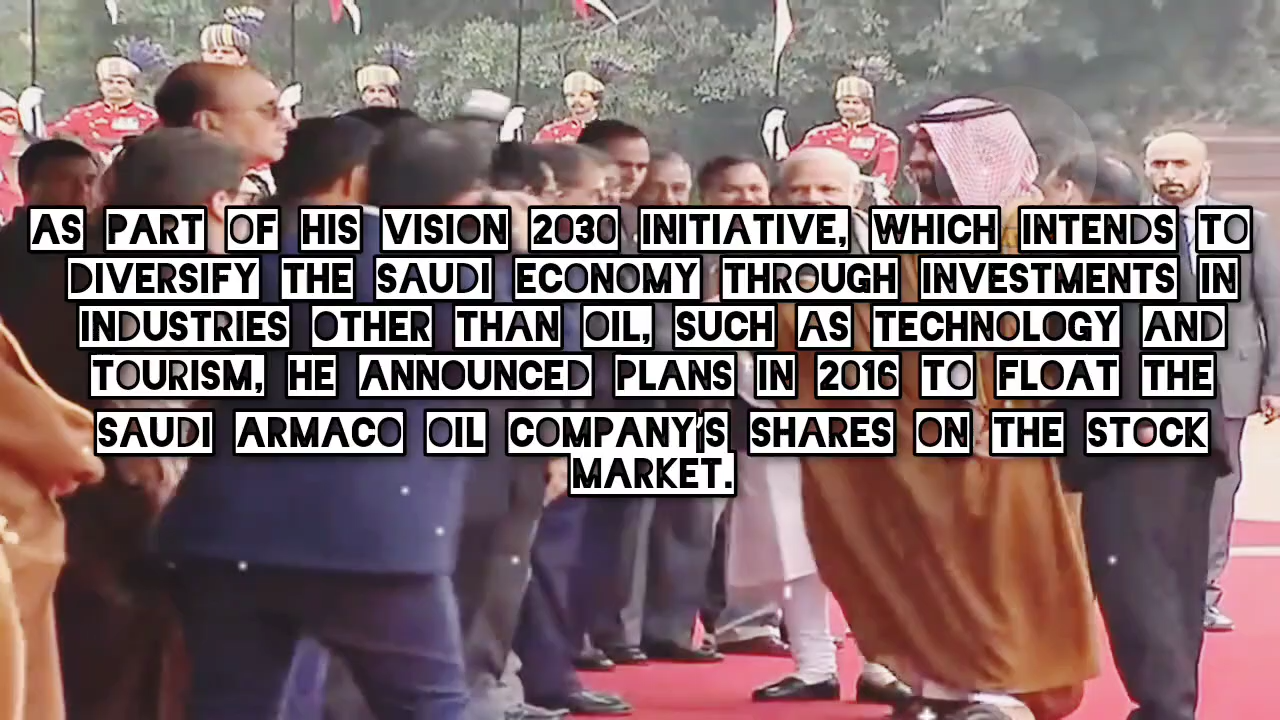 AS PART OF HIS VISION 2030 INITIATIVE, WHICH INTENDS TO
DIVERSIFY THE SAUDI ECONOMY THROUGH INVESTMENTS IN
INDUSTRIES OTHER THAN OIL, SUCH AS TECHNOLOGY AND
TOURISM, HE ANNOUNCED PLANS IN 2016 TO FLOAT THE
SAUDI ARMACO OIL COMPANY'S SHARES ON THE STOCK
MARKET.